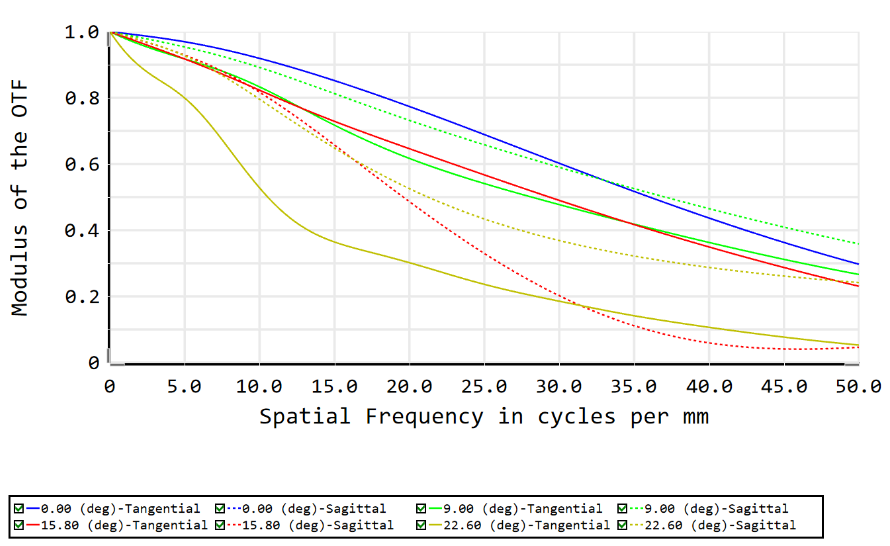 1.0
0.8
0.6
0.4
0.2
0
Modulus of the OTF
0 5.0 10.0 15.0 20.0 25.0 30.0 35.0 40.0 45.0 50.0
Spatial Frequency in cycles per mm
0.00 (deg)-Tangential 0.00 (deg)-Sagittal 9.00 (deg)-Tangential 9.00 (deg)-Sagittal
15.80 (deg)-Tangential 15.80 (deg)-Sagittal 22.60 (deg)-Tangential 22.60 (deg)-Sagittal